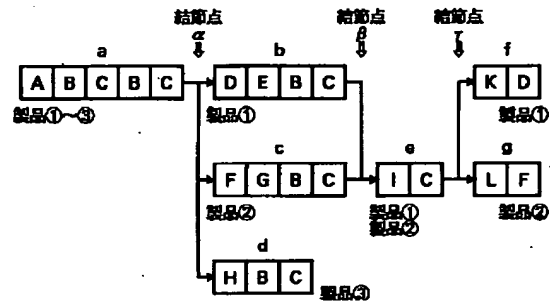 結節点 結節点 結節点
α β γ
a b f
A B C B C D E B C K D
製品①～③ 製品① 製品①
c e g
F G B C I C L F
製品② 製品① 製品②
製品②
d
H B C
製品③